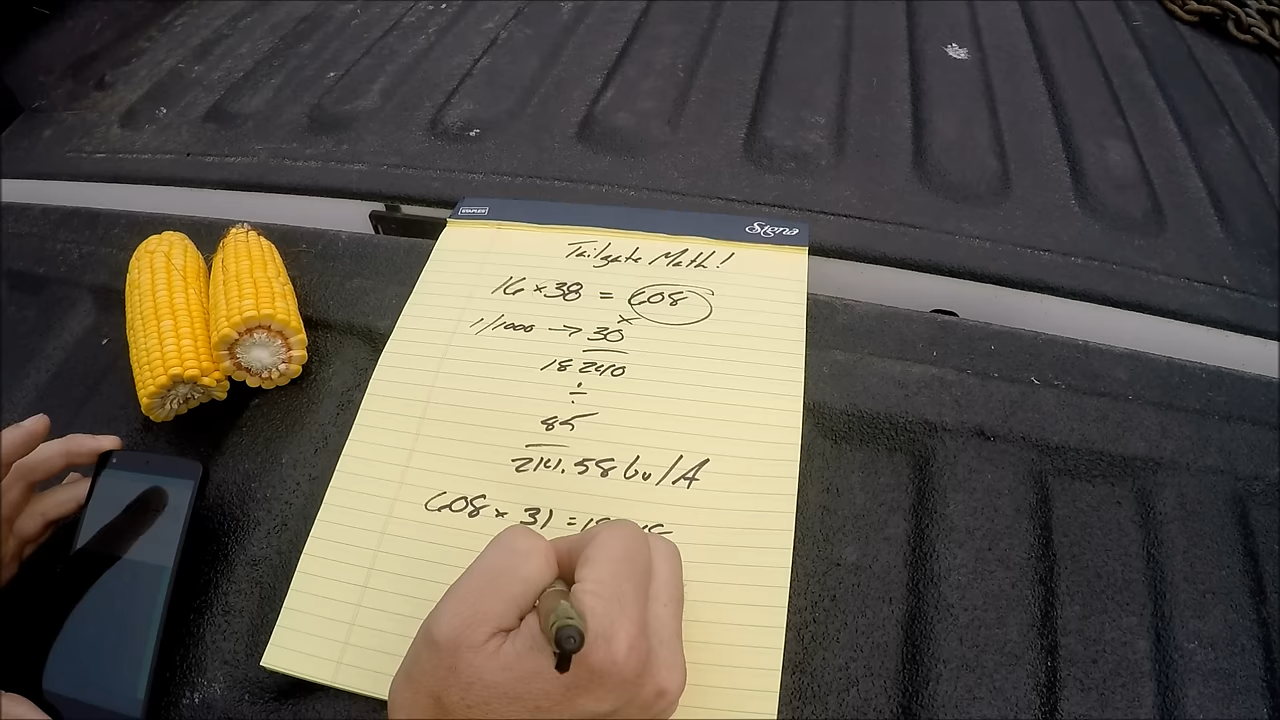 STAPLES
Signa
Tailgate Math!
16 x 38 = 608
x
1/1000 → 30
18240
÷
85
214.58 bu/A
608 x 31 =